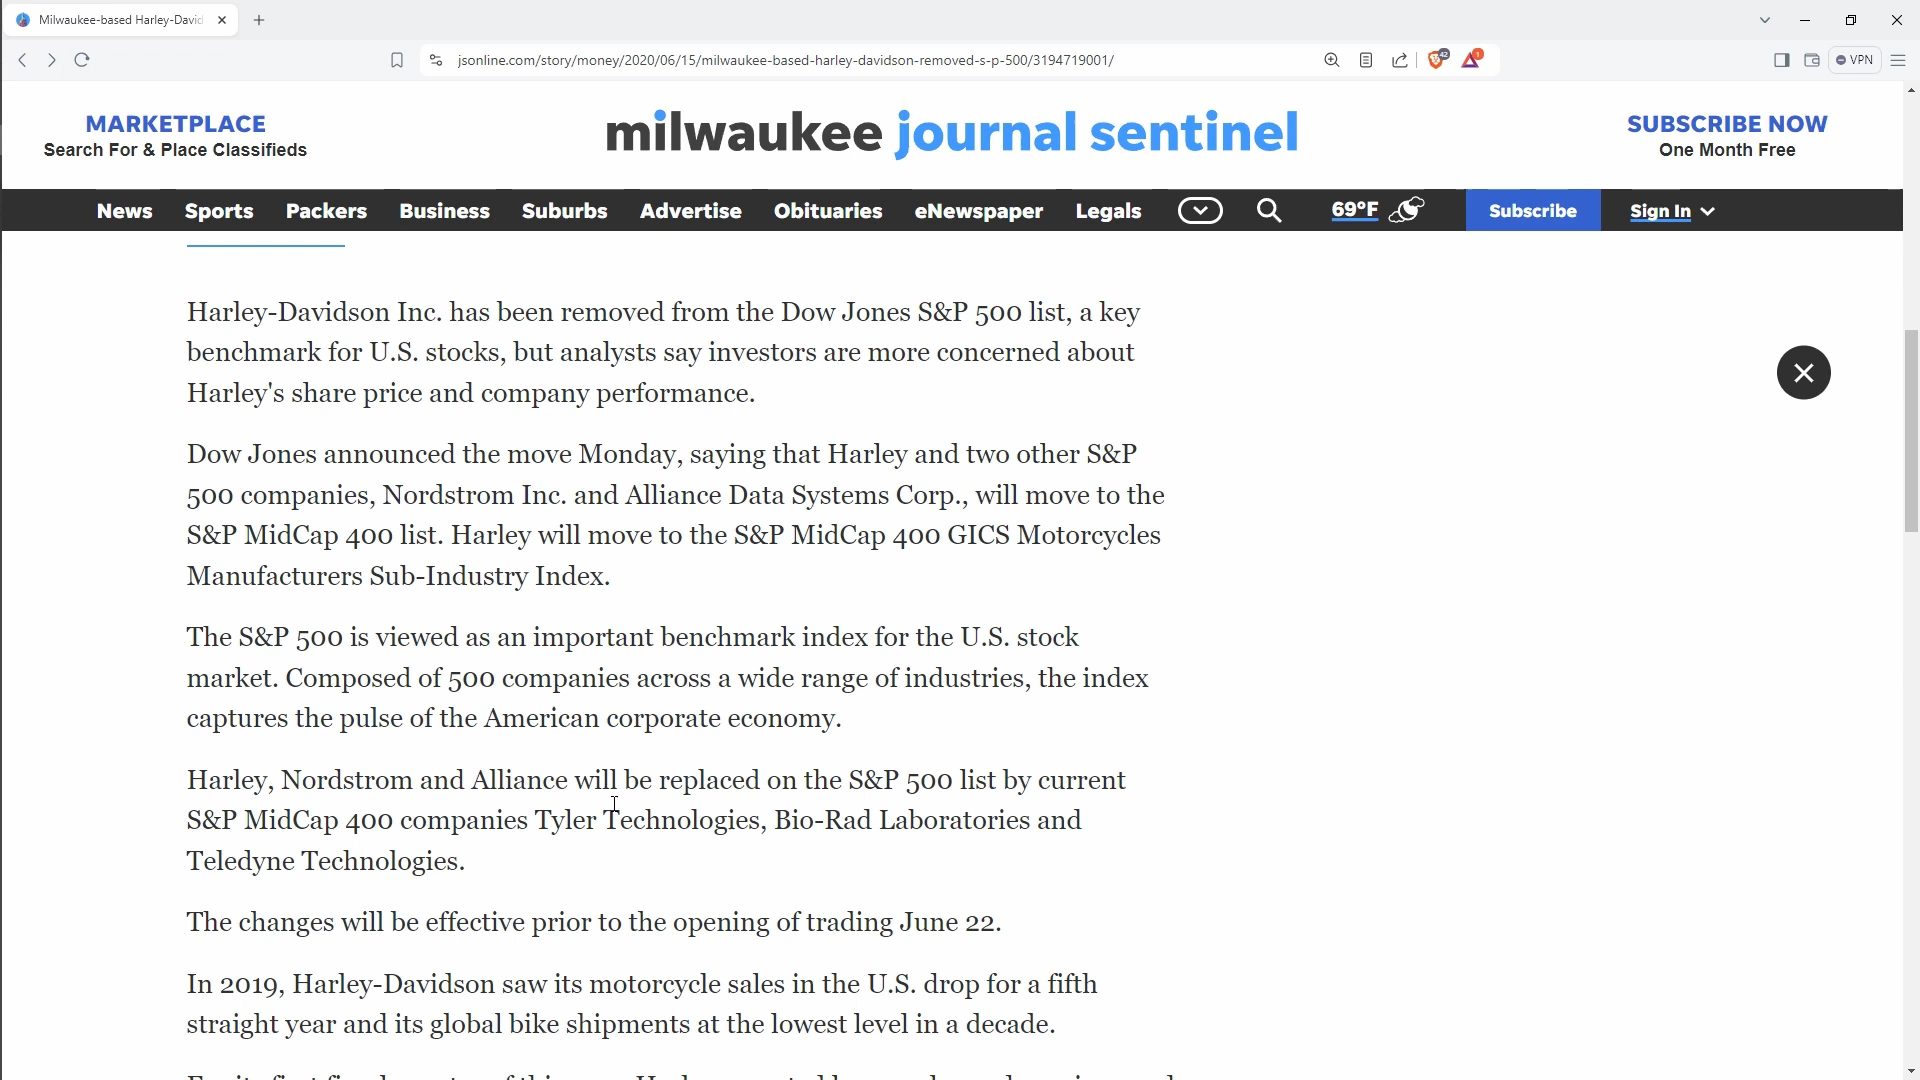 Milwaukee-based Harley-David
jsonline.com/story/money/2020/06/15/milwaukee-based-harley-davidson-removed-s-p-500/3194719001/
42
1
VPN
MARKETPLACE
Search For & Place Classifieds
milwaukee journal sentinel
SUBSCRIBE NOW
One Month Free
News Sports Packers Business Suburbs Advertise Obituaries eNewspaper Legals 69°F Subscribe Sign In
Harley-Davidson Inc. has been removed from the Dow Jones S&P 500 list, a key
benchmark for U.S. stocks, but analysts say investors are more concerned about
Harley's share price and company performance.
Dow Jones announced the move Monday, saying that Harley and two other S&P
500 companies, Nordstrom Inc. and Alliance Data Systems Corp., will move to the
S&P MidCap 400 list. Harley will move to the S&P MidCap 400 GICS Motorcycles
Manufacturers Sub-Industry Index.
The S&P 500 is viewed as an important benchmark index for the U.S. stock
market. Composed of 500 companies across a wide range of industries, the index
captures the pulse of the American corporate economy.
Harley, Nordstrom and Alliance will be replaced on the S&P 500 list by current
S&P MidCap 400 companies Tyler Technologies, Bio-Rad Laboratories and
Teledyne Technologies.
The changes will be effective prior to the opening of trading June 22.
In 2019, Harley-Davidson saw its motorcycle sales in the U.S. drop for a fifth
straight year and its global bike shipments at the lowest level in a decade.